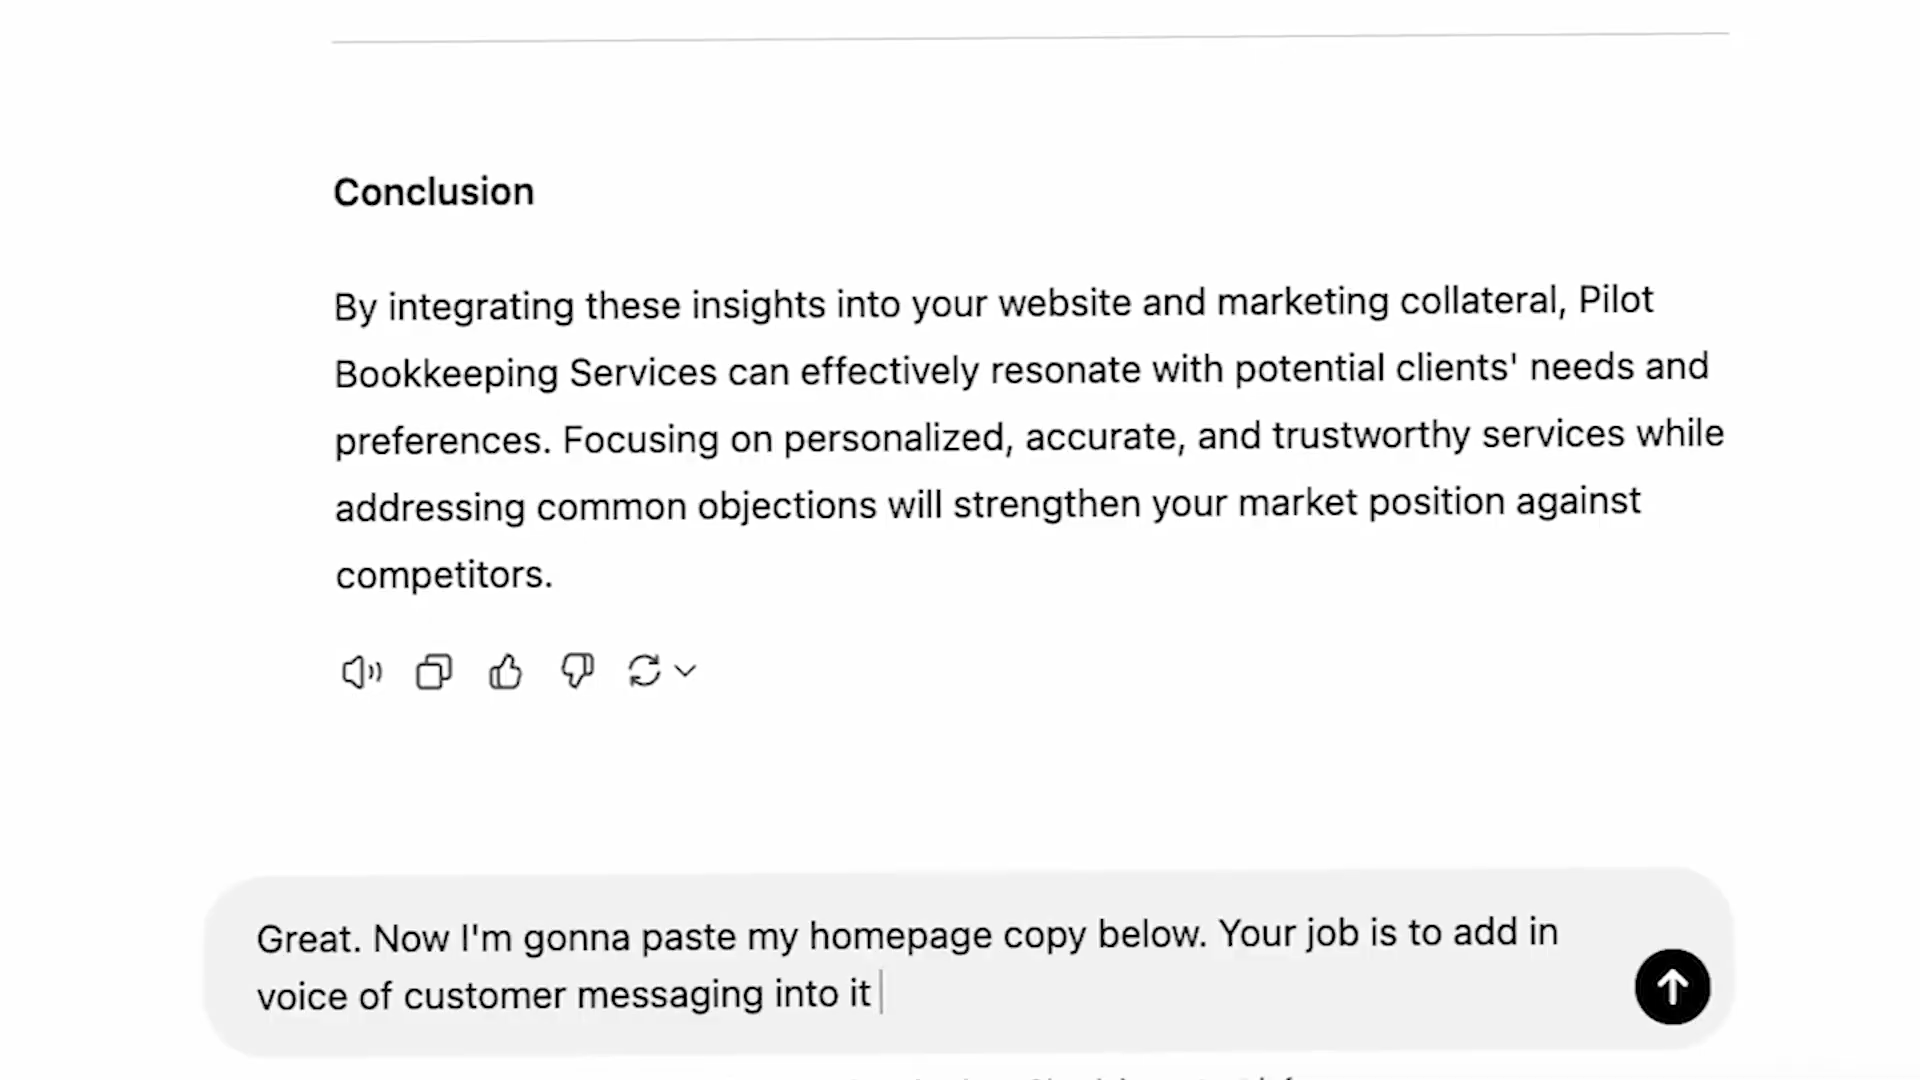 Conclusion
By integrating these insights into your website and marketing collateral, Pilot
Bookkeeping Services can effectively resonate with potential clients' needs and
preferences. Focusing on personalized, accurate, and trustworthy services while
addressing common objections will strengthen your market position against
competitors.
Great. Now I'm gonna paste my homepage copy below. Your job is to add in
voice of customer messaging into it